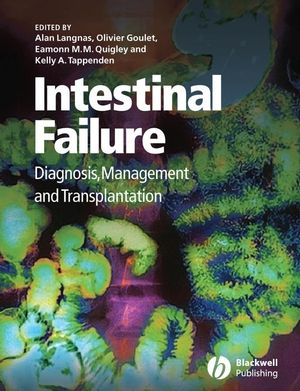 EDITED BY
Alan Langnas, Olivier Goulet,
Eamonn M.M. Quigley and
Kelly A. Tappenden
Intestinal
Failure
Diagnosis, Management
and Transplantation
Blackwell
Publishing